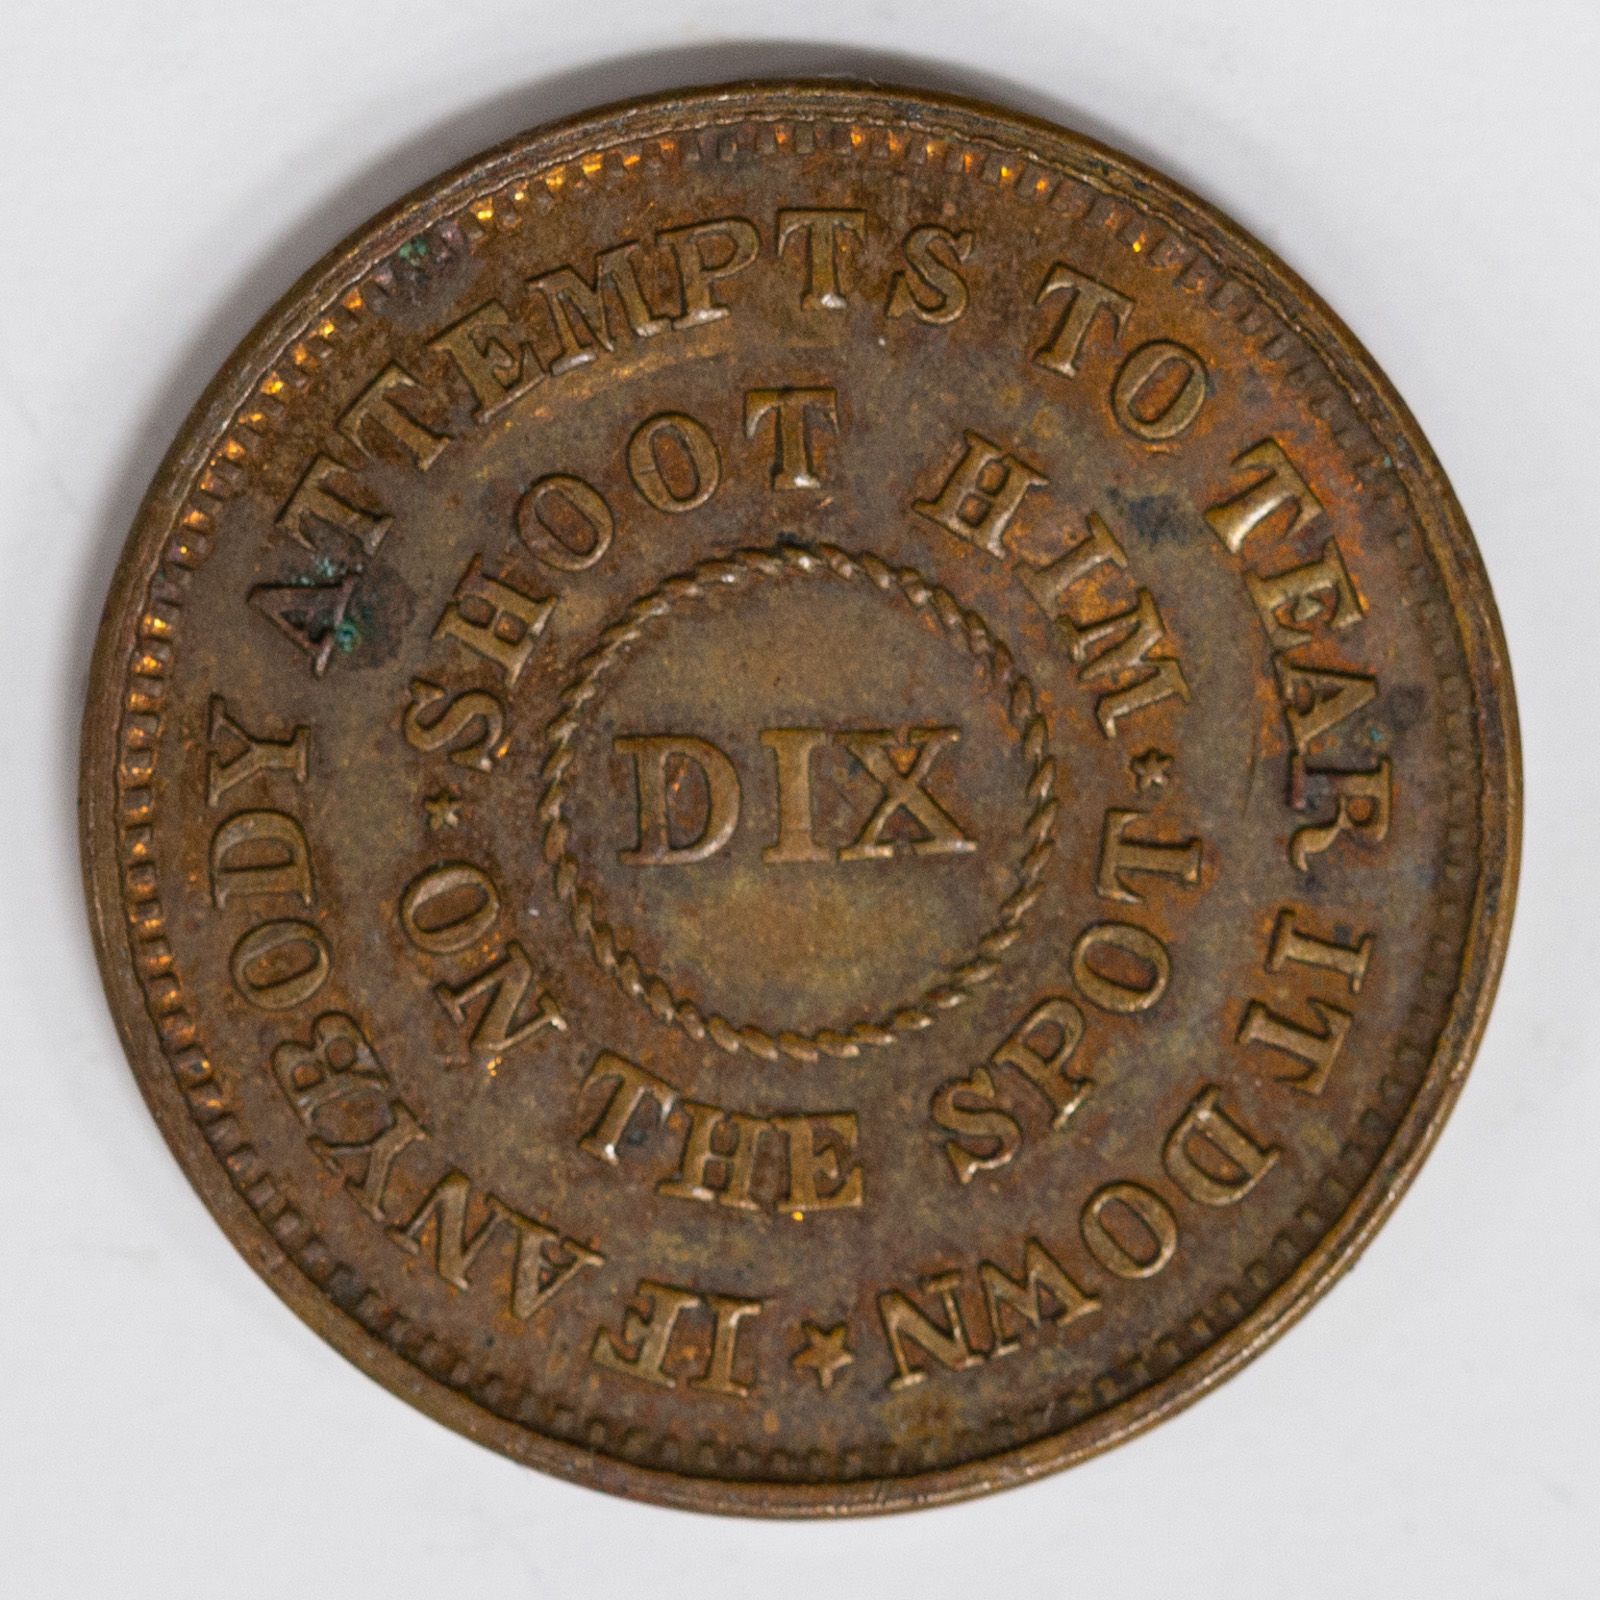 IF ANYBODY ATTEMPTS TO TEAR IT DOWN
SHOOT HIM
ON THE SPOT
DIX